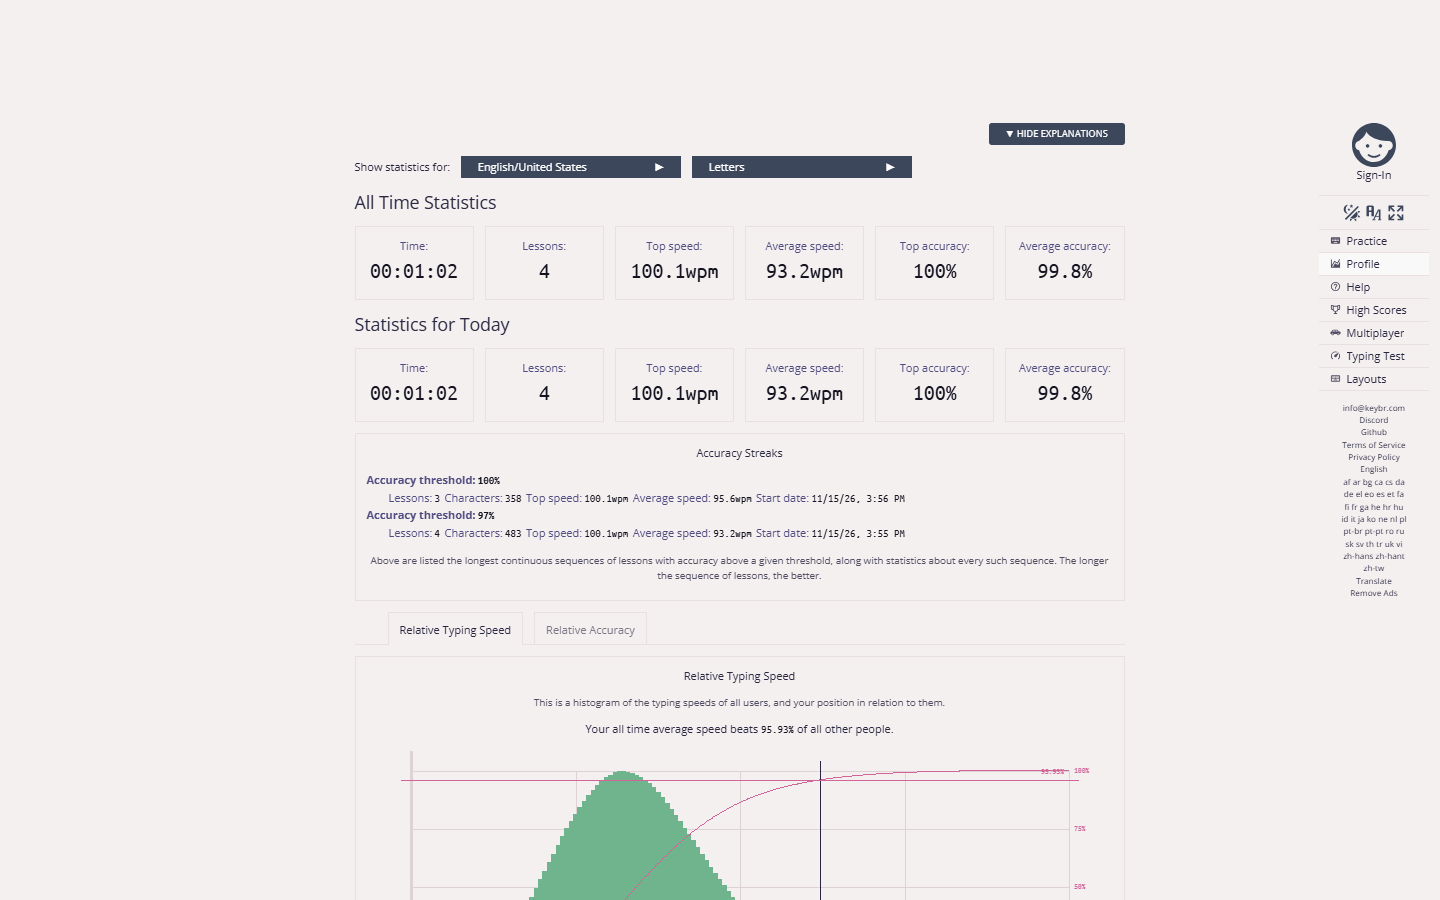 ▼ HIDE EXPLANATIONS
Show statistics for: English/United States ▶ Letters ▶
All Time Statistics
Time: Lessons: Top speed: Average speed: Top accuracy: Average accuracy:
00:01:02 4 100.1wpm 93.2wpm 100% 99.8%
Statistics for Today
Time: Lessons: Top speed: Average speed: Top accuracy: Average accuracy:
00:01:02 4 100.1wpm 93.2wpm 100% 99.8%
Accuracy Streaks
Accuracy threshold: 100%
Lessons: 3 Characters: 358 Top speed: 100.1wpm Average speed: 95.6wpm Start date: 11/15/26, 3:56 PM
Accuracy threshold: 97%
Lessons: 4 Characters: 483 Top speed: 100.1wpm Average speed: 93.2wpm Start date: 11/15/26, 3:55 PM
Above are listed the longest continuous sequences of lessons with accuracy above a given threshold, along with statistics about every such sequence. The longer
the sequence of lessons, the better.
Relative Typing Speed Relative Accuracy
Relative Typing Speed
This is a histogram of the typing speeds of all users, and your position in relation to them.
Your all time average speed beats 95.93% of all other people.
100%
75%
50%
Sign-In
Practice
Profile
Help
High Scores
Multiplayer
Typing Test
Layouts
info@keybr.com
Discord
Github
Terms of Service
Privacy Policy
English
af ar bg ca cs da
de el eo es et fa
fi fr ga he hr hu
id it ja ko ne nl pl
pt-br pt-pt ro ru
sk sv th tr uk vi
zh-hans zh-hant
zh-tw
Translate
Remove Ads